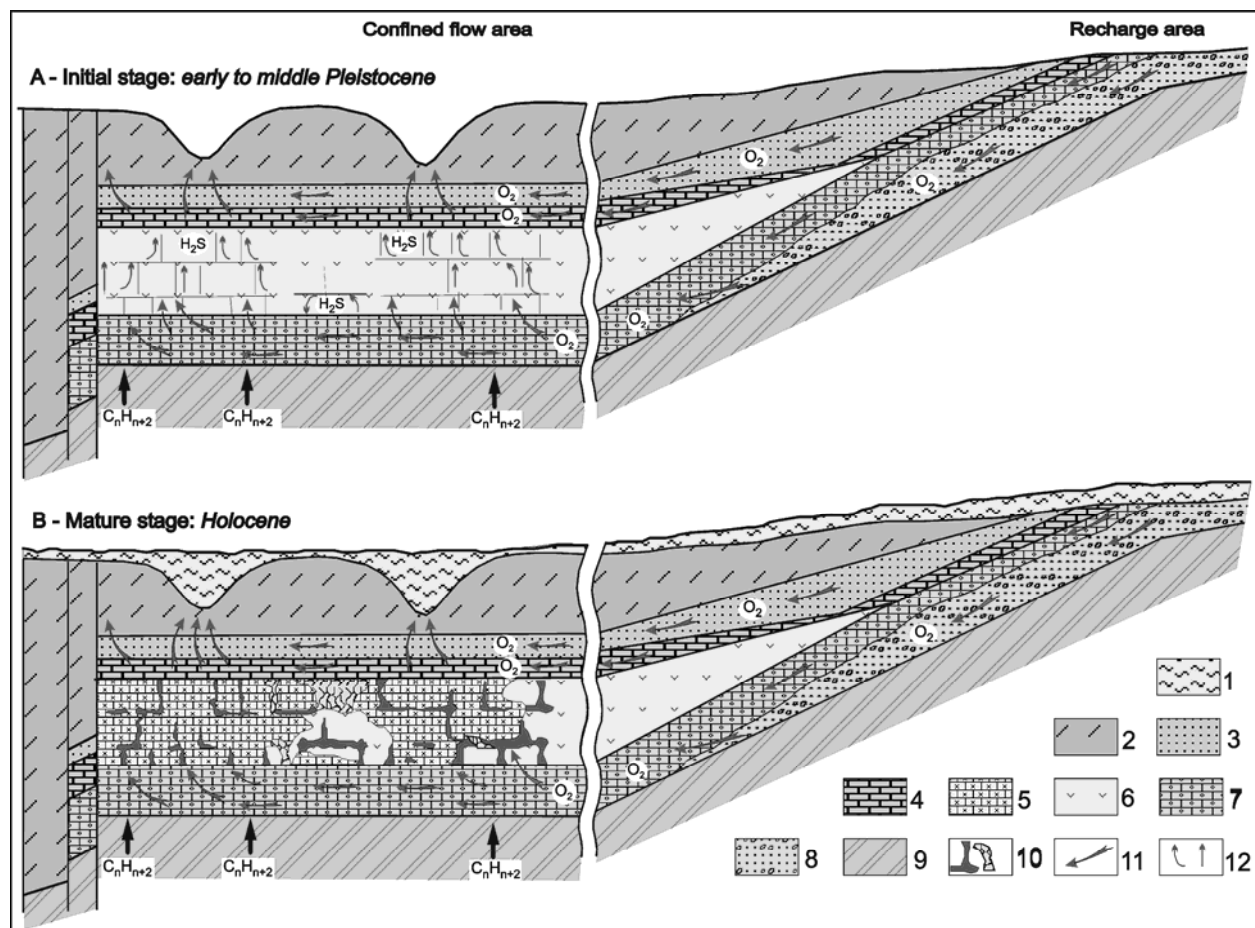 Confined flow area
Recharge area
A - Initial stage: early to middle Pleistocene
O₂
O₂
O₂
O₂
H₂S
H₂S
H₂S
O₂
O₂
CnHn+2
CnHn+2
CnHn+2
B - Mature stage: Holocene
O₂
O₂
O₂
O₂
O₂
O₂
CnHn+2
CnHn+2
CnHn+2
1
2
3
4
5
6
7
8
9
10
11
12